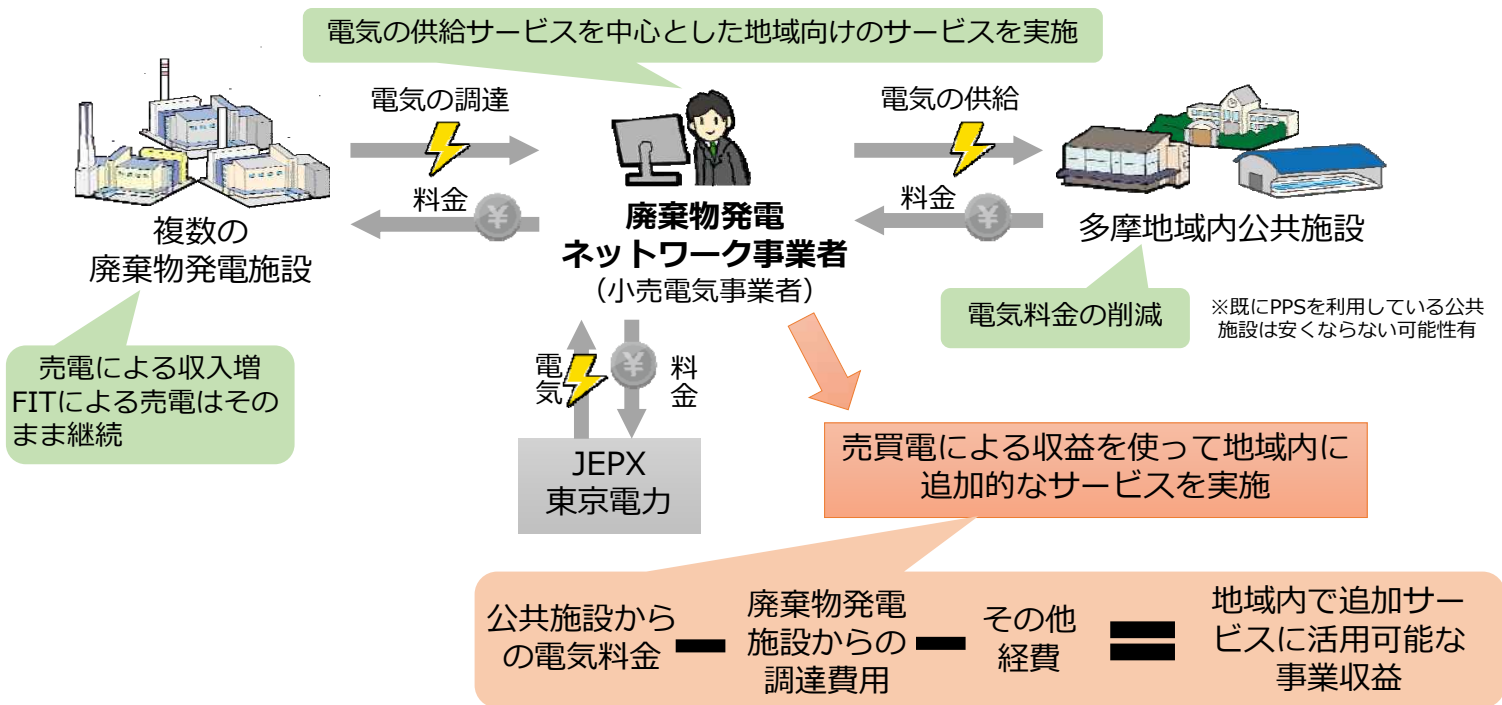 電気の供給サービスを中心とした地域向けのサービスを実施
電気の調達
料金
¥
複数の
廃棄物発電施設
廃棄物発電
ネットワーク事業者
（小売電気事業者）
電気の供給
料金
¥
多摩地域内公共施設
電気料金の削減
※既にPPSを利用している公共
施設は安くならない可能性有
売電による収入増
FITによる売電はその
まま継続
電気
¥
料金
JEPX
東京電力
売買電による収益を使って地域内に
追加的なサービスを実施
公共施設から
の電気料金
廃棄物発電
施設からの
調達費用
その他
経費
地域内で追加サー
ビスに活用可能な
事業収益